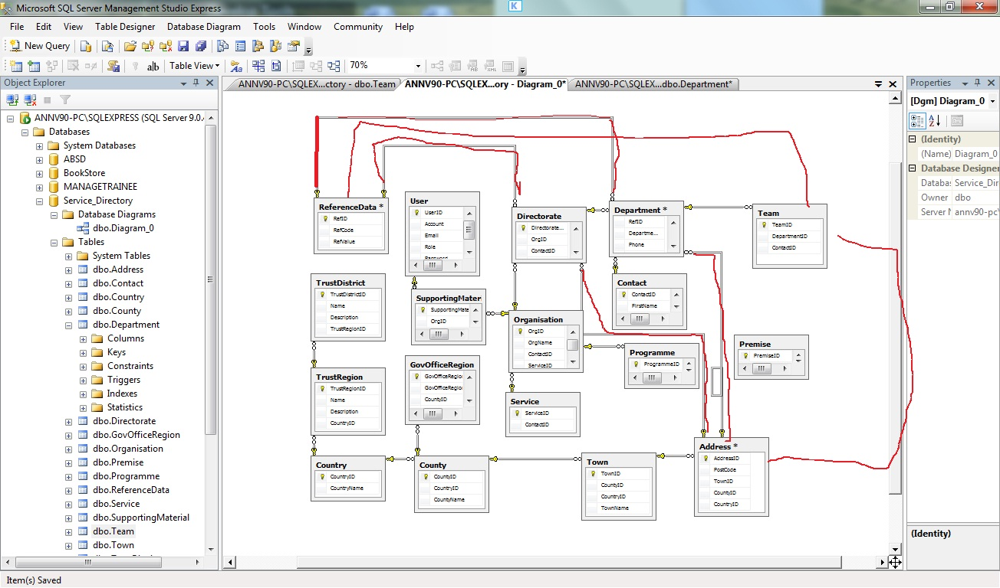 Microsoft SQL Server Management Studio Express
K
File Edit View Table Designer Database Diagram Tools Window Community Help
New Query
ab Table View 70%
Object Explorer
ANNV90-PC\SQLEXPRESS (SQL Server 9.0.
Databases
System Databases
ABSD
BookStore
MANAGETRAINEE
Service_Directory
Database Diagrams
dbo.Diagram_0
Tables
System Tables
dbo.Address
dbo.Contact
dbo.Country
dbo.County
dbo.Department
Columns
Keys
Constraints
Triggers
Indexes
Statistics
dbo.Directorate
dbo.GovOfficeRegion
dbo.Organisation
dbo.Premise
dbo.Programme
dbo.ReferenceData
dbo.Service
dbo.SupportingMaterial
dbo.Team
dbo.Town
ANNV90-PC\SQLEX...ctory - dbo.Team
ANNV90-PC\SQLEX...ory - Diagram_0*
ANNV90-PC\SQLEX...dbo.Department*
ReferenceData *
RefID
RefCode
RefValue
User
UserID
Account
Email
Role
Password
Directorate
Directorate...
OrgID
ContactID
Department *
RefID
Departme...
Phone
Team
TeamID
DepartmentID
ContactID
TrustDistrict
TrustDistrictID
Name
Description
TrustRegionID
SupportingMater
SupportingMate
OrgID
Organisation
OrgID
OrgName
ContactID
ServiceID
Contact
ContactID
FirstName
Programme
ProgrammeID
Premise
PremiseID
TrustRegion
TrustRegionID
Name
Description
CountryID
GovOfficeRegion
GovOfficeRegio
GovOfficeRegio
CountyID
Service
ServiceID
ContactID
Country
CountryID
CountryName
County
CountyID
CountryID
CountyName
Town
TownID
CountyID
CountryID
TownName
Address *
AddressID
PostCode
TownID
CountyID
CountryID
Properties
[Dgm] Diagram_0
(Identity)
(Name) Diagram_0
Database Designer
Databas Service_Dir
Owner dbo
Server N annv90-pc
(Identity)
Item(s) Saved